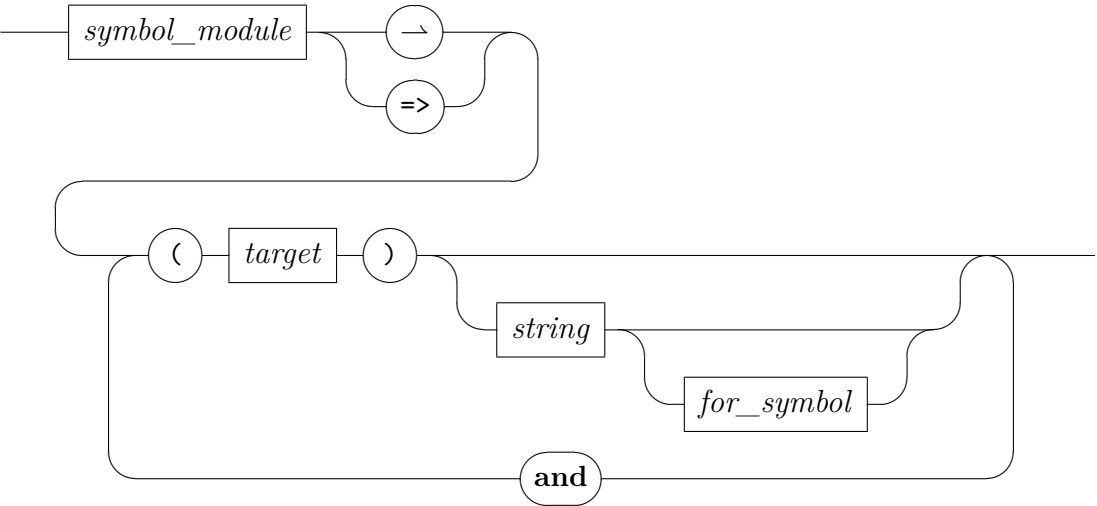 symbol_module ⇀
=>
( target )
string
for_symbol
and